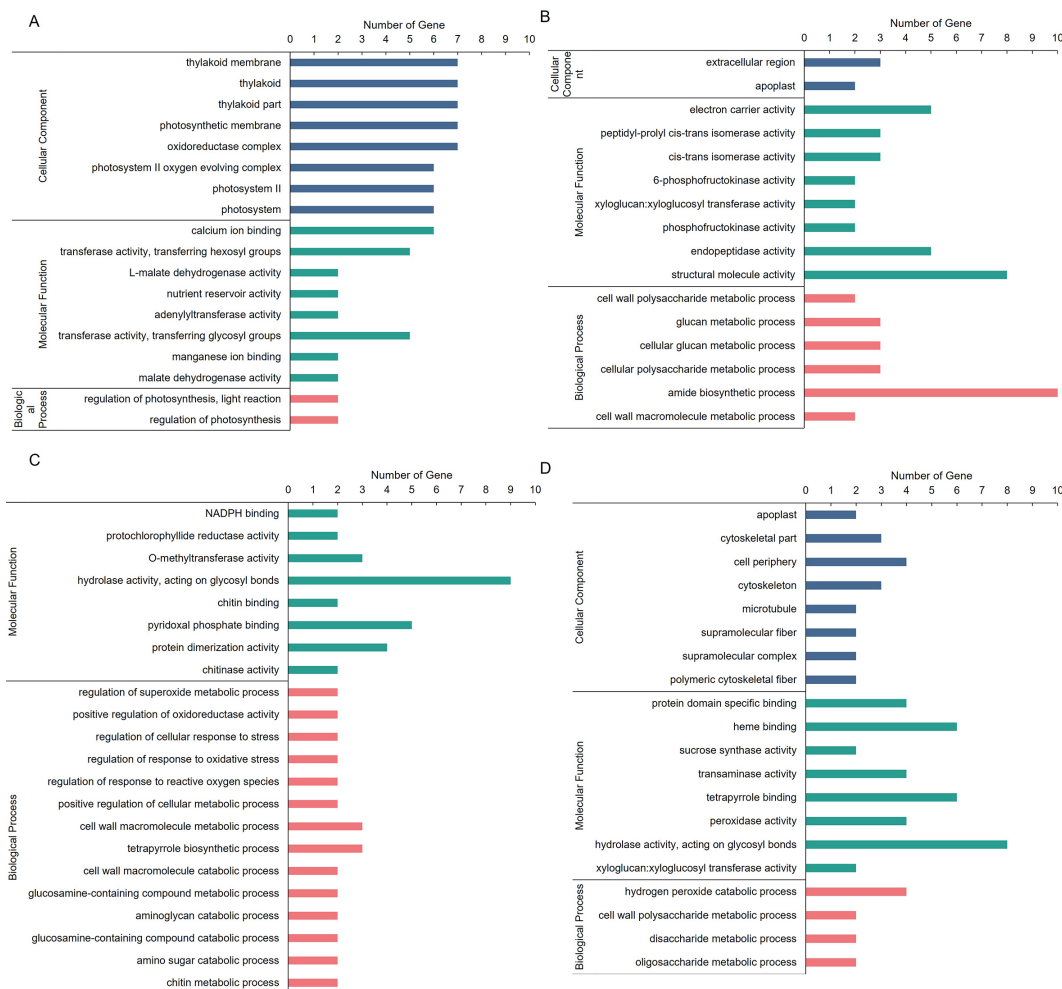 A
Number of Gene
0 1 2 3 4 5 6 7 8 9 10
Cellular Component
thylakoid membrane
thylakoid
thylakoid part
photosynthetic membrane
oxidoreductase complex
photosystem II oxygen evolving complex
photosystem II
photosystem
Molecular Function
calcium ion binding
transferase activity, transferring hexosyl groups
L-malate dehydrogenase activity
nutrient reservoir activity
adenylyltransferase activity
transferase activity, transferring glycosyl groups
manganese ion binding
malate dehydrogenase activity
Biologic
al
Process
regulation of photosynthesis, light reaction
regulation of photosynthesis
B
Number of Gene
0 1 2 3 4 5 6 7 8 9 10
Cellular
Compone
nt
extracellular region
apoplast
Molecular Function
electron carrier activity
peptidyl-prolyl cis-trans isomerase activity
cis-trans isomerase activity
6-phosphofructokinase activity
xyloglucan:xyloglucosyl transferase activity
phosphofructokinase activity
endopeptidase activity
structural molecule activity
Biological Process
cell wall polysaccharide metabolic process
glucan metabolic process
cellular glucan metabolic process
cellular polysaccharide metabolic process
amide biosynthetic process
cell wall macromolecule metabolic process
C
Number of Gene
0 1 2 3 4 5 6 7 8 9 10
Molecular Function
NADPH binding
protochlorophyllide reductase activity
O-methyltransferase activity
hydrolase activity, acting on glycosyl bonds
chitin binding
pyridoxal phosphate binding
protein dimerization activity
chitinase activity
Biological Process
regulation of superoxide metabolic process
positive regulation of oxidoreductase activity
regulation of cellular response to stress
regulation of response to oxidative stress
regulation of response to reactive oxygen species
positive regulation of cellular metabolic process
cell wall macromolecule metabolic process
tetrapyrrole biosynthetic process
cell wall macromolecule catabolic process
glucosamine-containing compound metabolic process
aminoglycan catabolic process
glucosamine-containing compound catabolic process
amino sugar catabolic process
chitin metabolic process
D
Number of Gene
0 1 2 3 4 5 6 7 8 9 10
Cellular Component
apoplast
cytoskeletal part
cell periphery
cytoskeleton
microtubule
supramolecular fiber
supramolecular complex
polymeric cytoskeletal fiber
Molecular Function
protein domain specific binding
heme binding
sucrose synthase activity
transaminase activity
tetrapyrrole binding
peroxidase activity
hydrolase activity, acting on glycosyl bonds
xyloglucan:xyloglucosyl transferase activity
Biological Process
hydrogen peroxide catabolic process
cell wall polysaccharide metabolic process
disaccharide metabolic process
oligosaccharide metabolic process